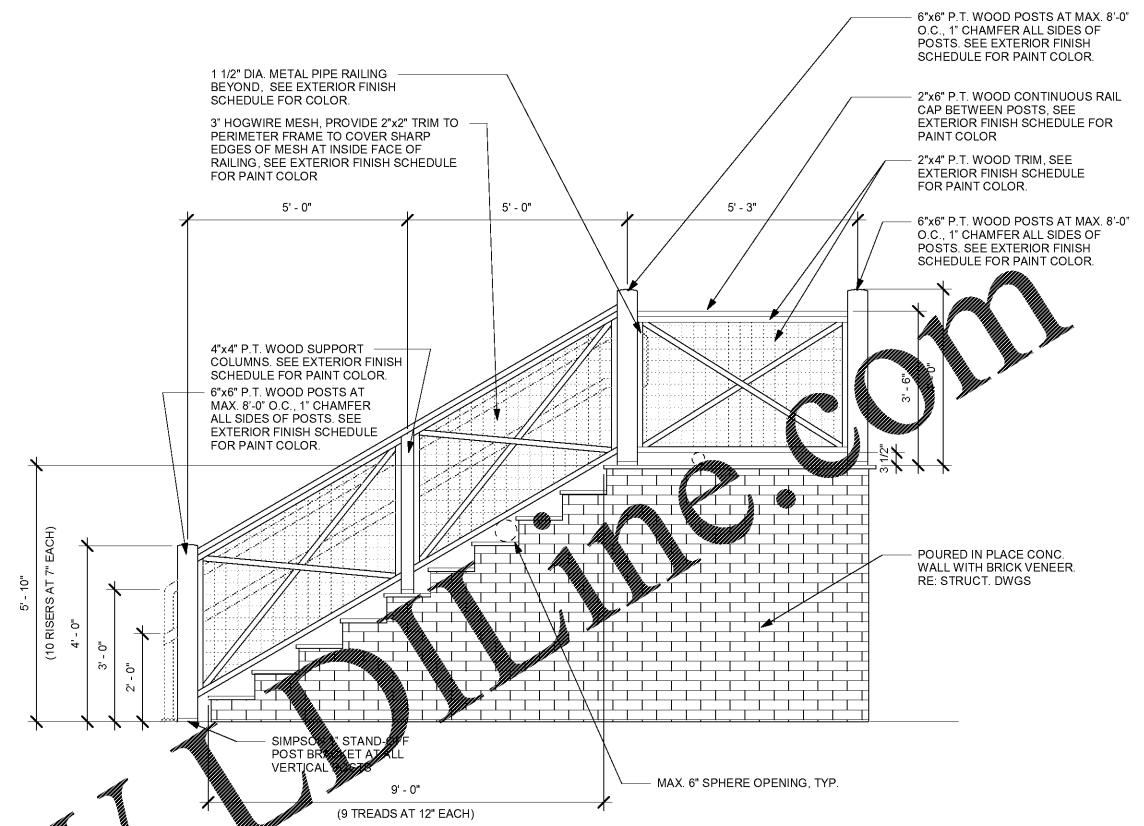 6"x6" P.T. WOOD POSTS AT MAX. 8'-0"
O.C., 1" CHAMFER ALL SIDES OF
POSTS. SEE EXTERIOR FINISH
SCHEDULE FOR PAINT COLOR.
1 1/2" DIA. METAL PIPE RAILING
BEYOND, SEE EXTERIOR FINISH
SCHEDULE FOR COLOR.
2"x6" P.T. WOOD CONTINUOUS RAIL
CAP BETWEEN POSTS, SEE
EXTERIOR FINISH SCHEDULE FOR
PAINT COLOR
3" HOGWIRE MESH, PROVIDE 2"x2" TRIM TO
PERIMETER FRAME TO COVER SHARP
EDGES OF MESH AT INSIDE FACE OF
RAILING, SEE EXTERIOR FINISH SCHEDULE
FOR PAINT COLOR
2"x4" P.T. WOOD TRIM, SEE
EXTERIOR FINISH SCHEDULE
FOR PAINT COLOR.
5' - 0"
5' - 0"
5' - 3"
6"x6" P.T. WOOD POSTS AT MAX. 8'-0"
O.C., 1" CHAMFER ALL SIDES OF
POSTS. SEE EXTERIOR FINISH
SCHEDULE FOR PAINT COLOR.
4"x4" P.T. WOOD SUPPORT
COLUMNS. SEE EXTERIOR FINISH
SCHEDULE FOR PAINT COLOR.
6"x6" P.T. WOOD POSTS AT
MAX. 8'-0" O.C., 1" CHAMFER
ALL SIDES OF POSTS. SEE
EXTERIOR FINISH SCHEDULE
FOR PAINT COLOR.
3' - 6"
3 1/2"
5' - 10"
(10 RISERS AT 7" EACH)
4' - 0"
3' - 0"
2' - 0"
POURED IN PLACE CONC.
WALL WITH BRICK VENEER.
RE: STRUCT. DWGS
SIMPSON STAND-OFF
POST BRACKET AT ALL
VERTICAL POSTS
MAX. 6" SPHERE OPENING, TYP.
9' - 0"
(9 TREADS AT 12" EACH)
LDILine.com